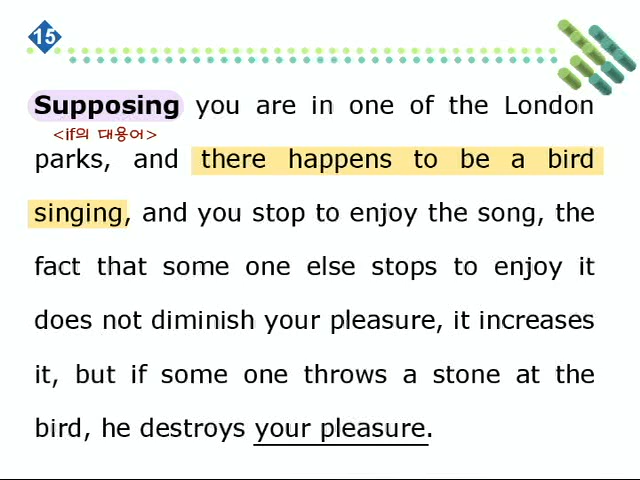 15
Supposing you are in one of the London
<if의 대용어>
parks, and there happens to be a bird
singing, and you stop to enjoy the song, the
fact that some one else stops to enjoy it
does not diminish your pleasure, it increases
it, but if some one throws a stone at the
bird, he destroys your pleasure.